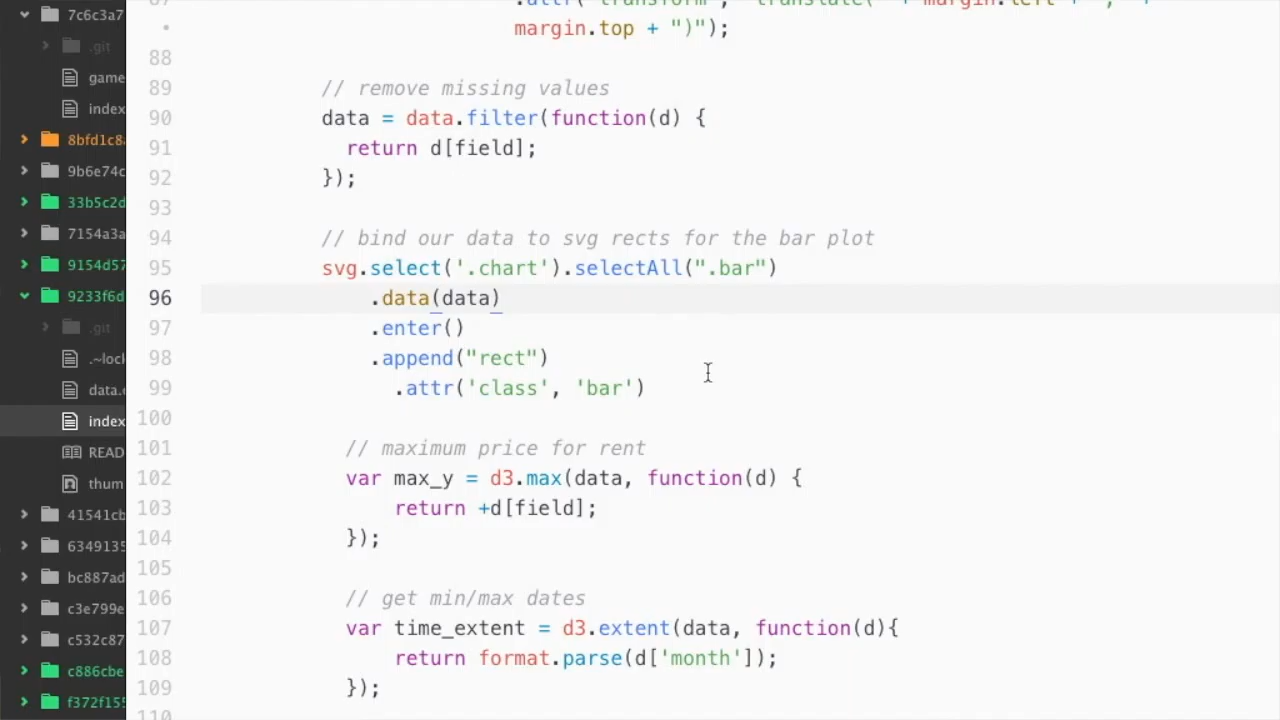 7c6c3a7
.git
game
index
8bfd1c8
9b6e74c
33b5c2d
7154a3a
9154d57
9233f6d
.git
.~lock
data.
index
READ
thum
41541cb
6349135
bc887ad
c3e799e
c532c87
c886cbe
f372f155
margin.top + ")");
88
89 // remove missing values
90 data = data.filter(function(d) {
91 return d[field];
92 });
93
94 // bind our data to svg rects for the bar plot
95 svg.select('.chart').selectAll(".bar")
96 .data(data)
97 .enter()
98 .append("rect")
99 .attr('class', 'bar')
100
101 // maximum price for rent
102 var max_y = d3.max(data, function(d) {
103 return +d[field];
104 });
105
106 // get min/max dates
107 var time_extent = d3.extent(data, function(d){
108 return format.parse(d['month']);
109 });
110